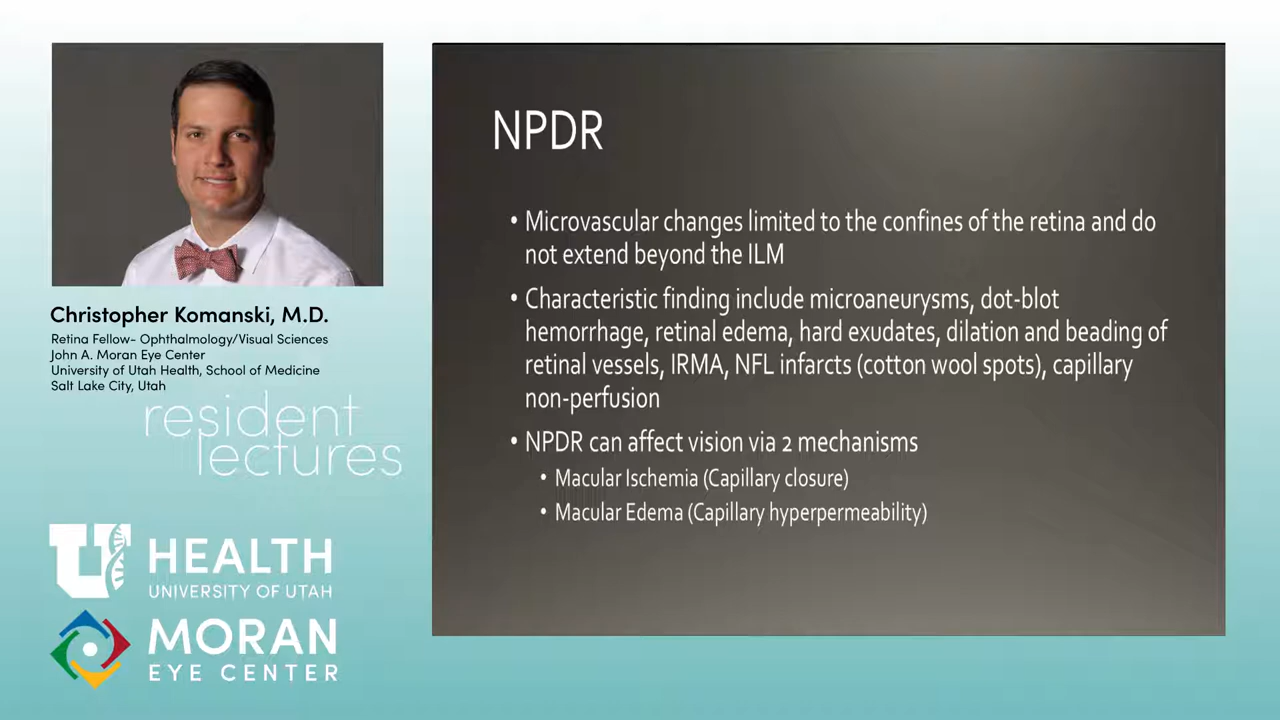 Christopher Komanski, M.D.
Retina Fellow- Ophthalmology/Visual Sciences
John A. Moran Eye Center
University of Utah Health, School of Medicine
Salt Lake City, Utah
resident
lectures
U HEALTH
UNIVERSITY OF UTAH
MORAN
EYE CENTER
NPDR
• Microvascular changes limited to the confines of the retina and do
not extend beyond the ILM
• Characteristic finding include microaneurysms, dot-blot
hemorrhage, retinal edema, hard exudates, dilation and beading of
retinal vessels, IRMA, NFL infarcts (cotton wool spots), capillary
non-perfusion
• NPDR can affect vision via 2 mechanisms
• Macular Ischemia (Capillary closure)
• Macular Edema (Capillary hyperpermeability)